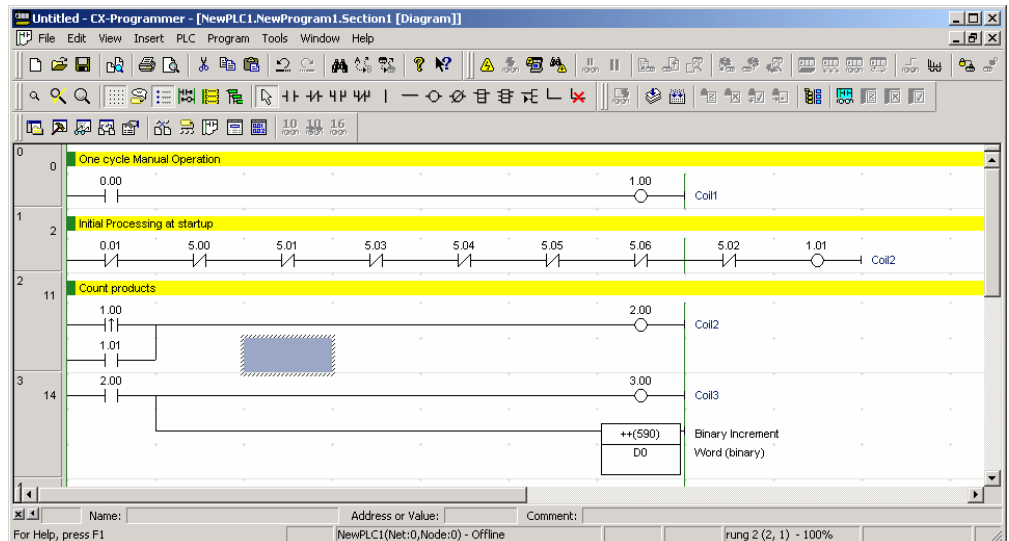 Untitled - CX-Programmer - [NewPLC1.NewProgram1.Section1 [Diagram]]
File Edit View Insert PLC Program Tools Window Help
10 10 16
0
0
One cycle Manual Operation
0.00 1.00
Coil1
1
2
Initial Processing at startup
0.01 5.00 5.01 5.03 5.04 5.05 5.06 5.02 1.01
Coil2
2
11
Count products
1.00 2.00
Coil2
1.01
3
14
2.00 3.00
Coil3
++(590) Binary Increment
D0 Word (binary)
Name: Address or Value: Comment:
For Help, press F1 NewPLC1(Net:0,Node:0) - Offline rung 2 (2, 1) - 100%